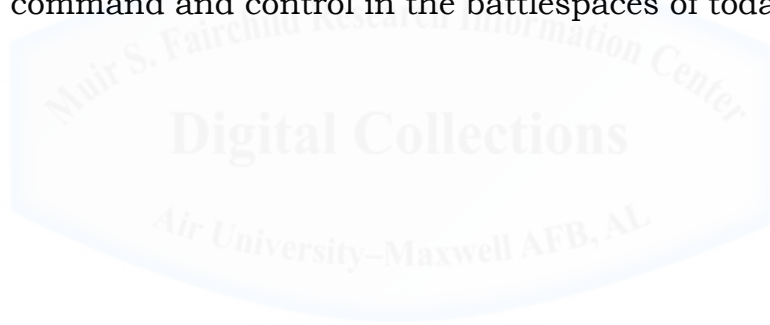 command and control in the battlespaces of toda
Muir S. Fairchild Research Information Center
Digital Collections
Air University–Maxwell AFB, AL